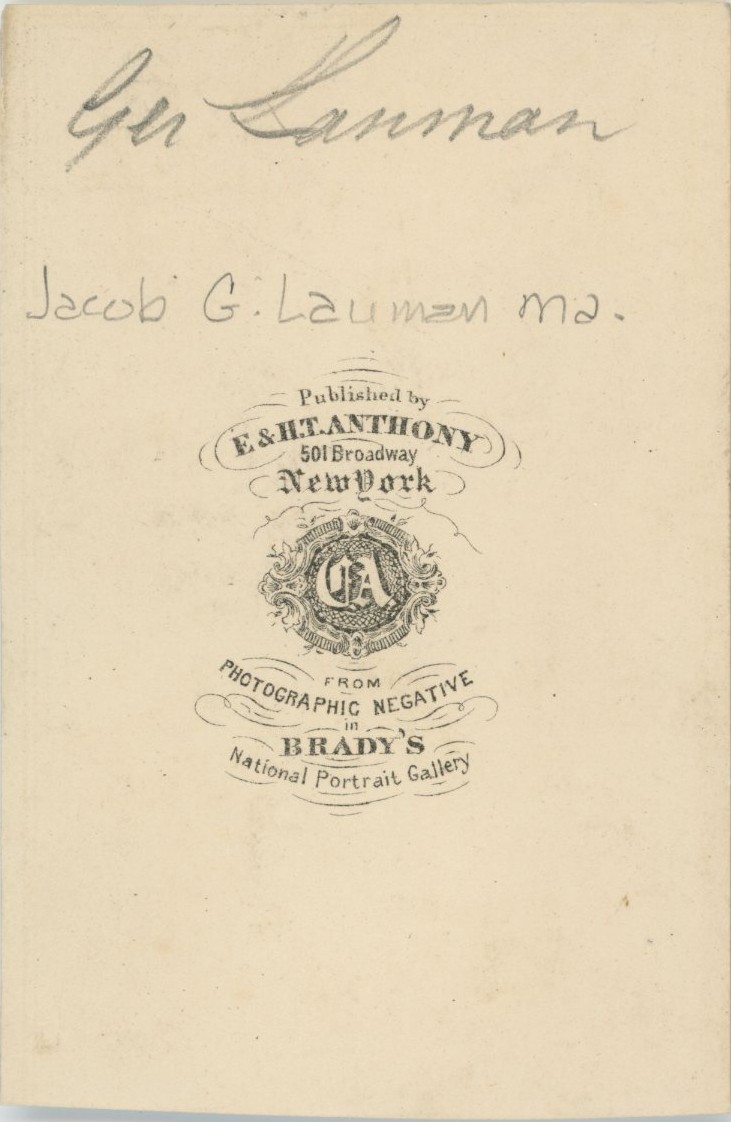 Gen Lauman
Jacob G. Lauman Ma.
Published by
E & H.T. ANTHONY
501 Broadway
New York
CA
FROM
PHOTOGRAPHIC NEGATIVE
in
BRADY'S
National Portrait Gallery